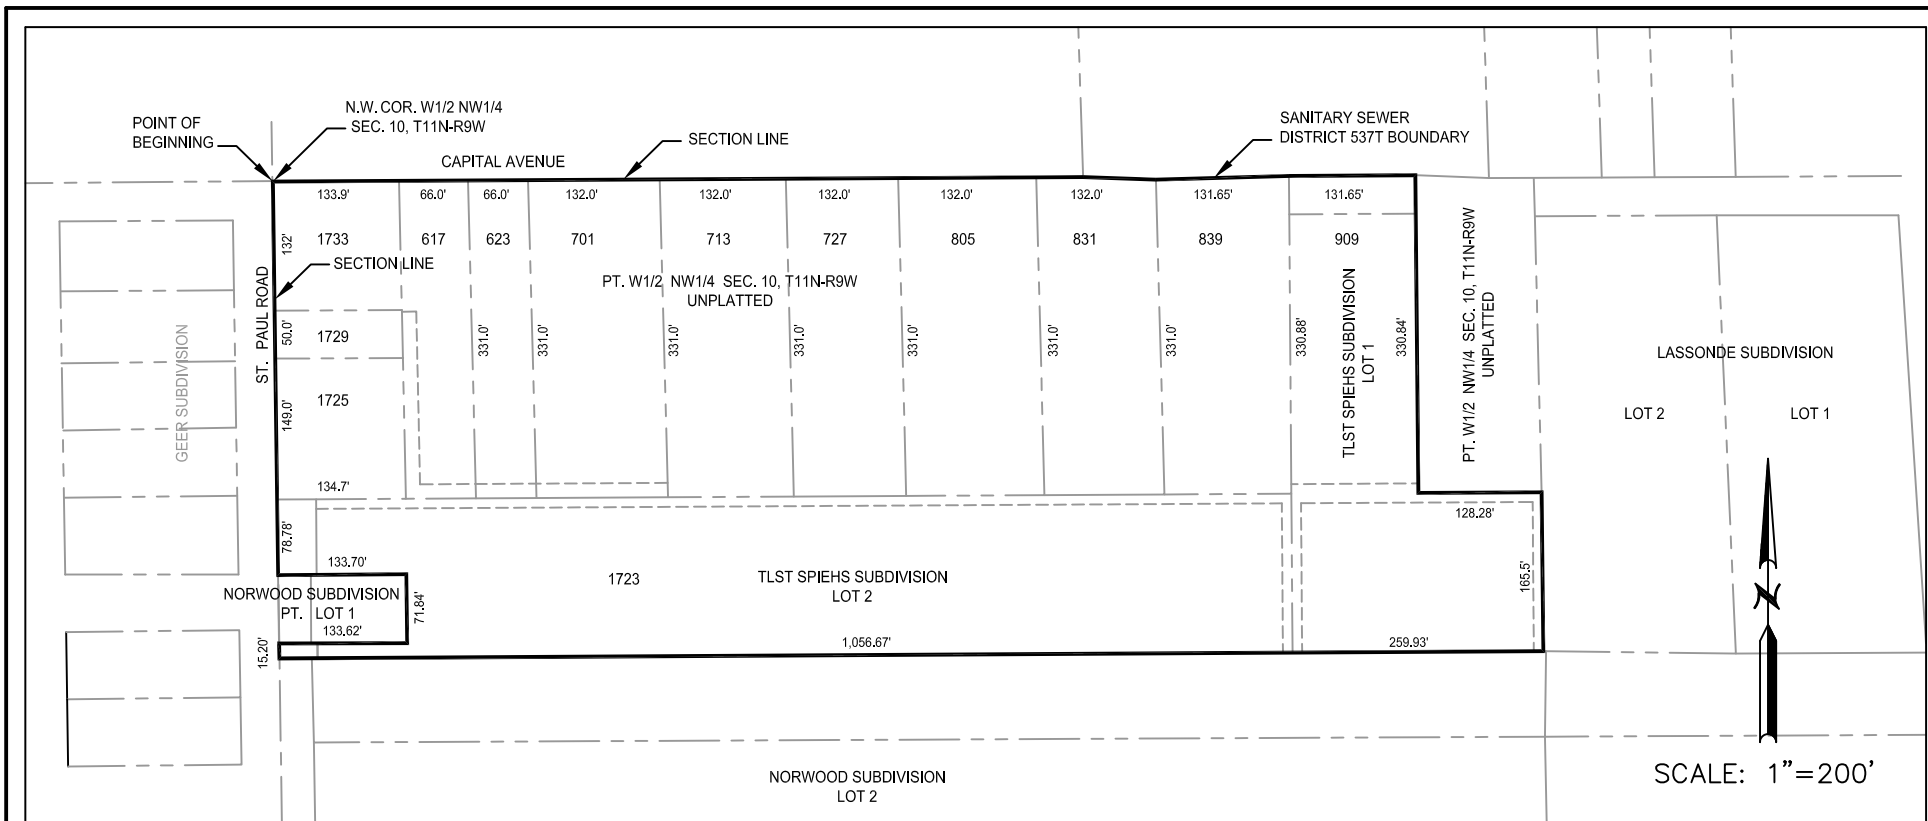 N.W. COR. W1/2 NW1/4
SEC. 10, T11N-R9W
POINT OF
BEGINNING
SECTION LINE
SANITARY SEWER
DISTRICT 537T BOUNDARY
CAPITAL AVENUE
133.9'
66.0'
66.0'
132.0'
132.0'
132.0'
132.0'
132.0'
131.65'
131.65'
132'
1733
617
623
701
713
727
805
831
839
909
SECTION LINE
PT. W1/2 NW1/4 SEC. 10, T11N-R9W
UNPLATTED
ST. PAUL ROAD
GEER SUBDIVISION
50.0'
1729
331.0'
331.0'
331.0'
331.0'
331.0'
331.0'
331.0'
330.88'
TLST SPIEHS SUBDIVISION
LOT 1
330.84'
PT. W1/2 NW1/4 SEC. 10, T11N-R9W
UNPLATTED
LASSONDE SUBDIVISION
LOT 2
LOT 1
149.0'
1725
134.7'
78.78'
133.70'
128.28'
165.5'
NORWOOD SUBDIVISION
PT. LOT 1
133.62'
71.84'
15.20'
1723
TLST SPIEHS SUBDIVISION
LOT 2
1,056.67'
259.93'
N
NORWOOD SUBDIVISION
LOT 2
SCALE: 1"=200'